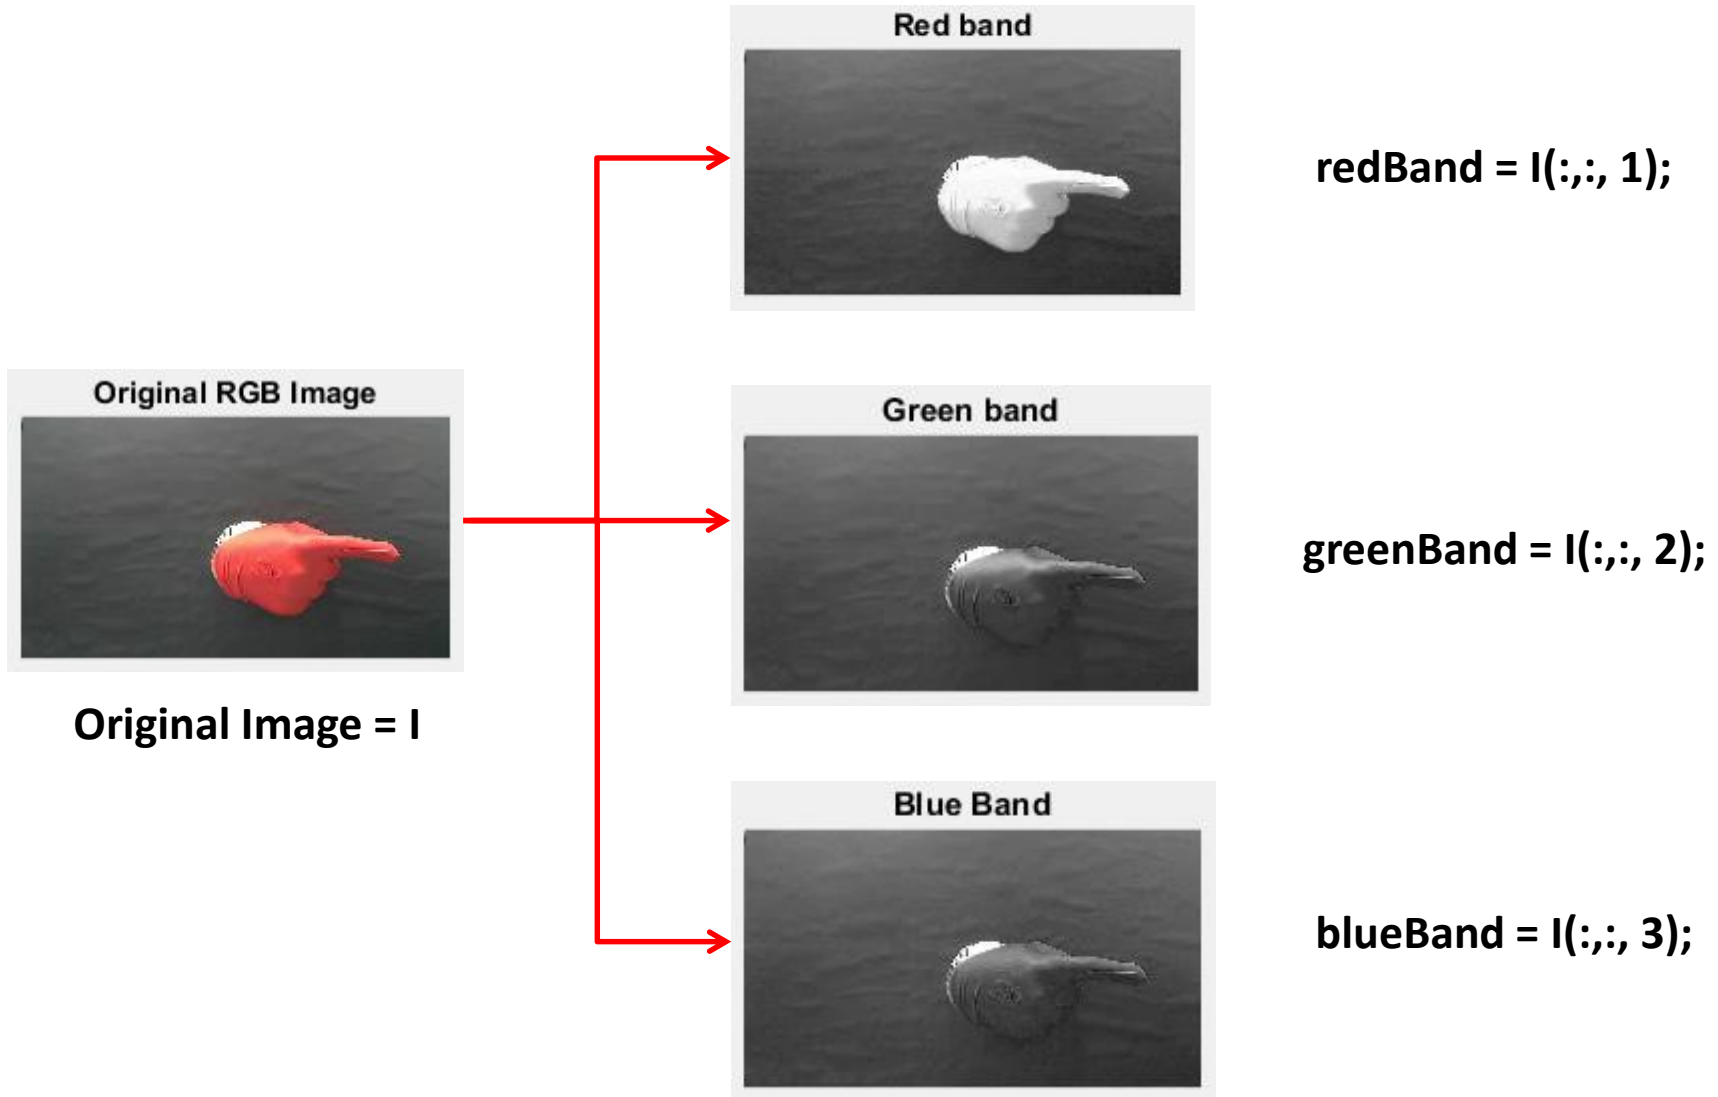 Red band
redBand = I(:,:, 1);
Original RGB Image
Original Image = I
Green band
greenBand = I(:,:, 2);
Blue Band
blueBand = I(:,:, 3);